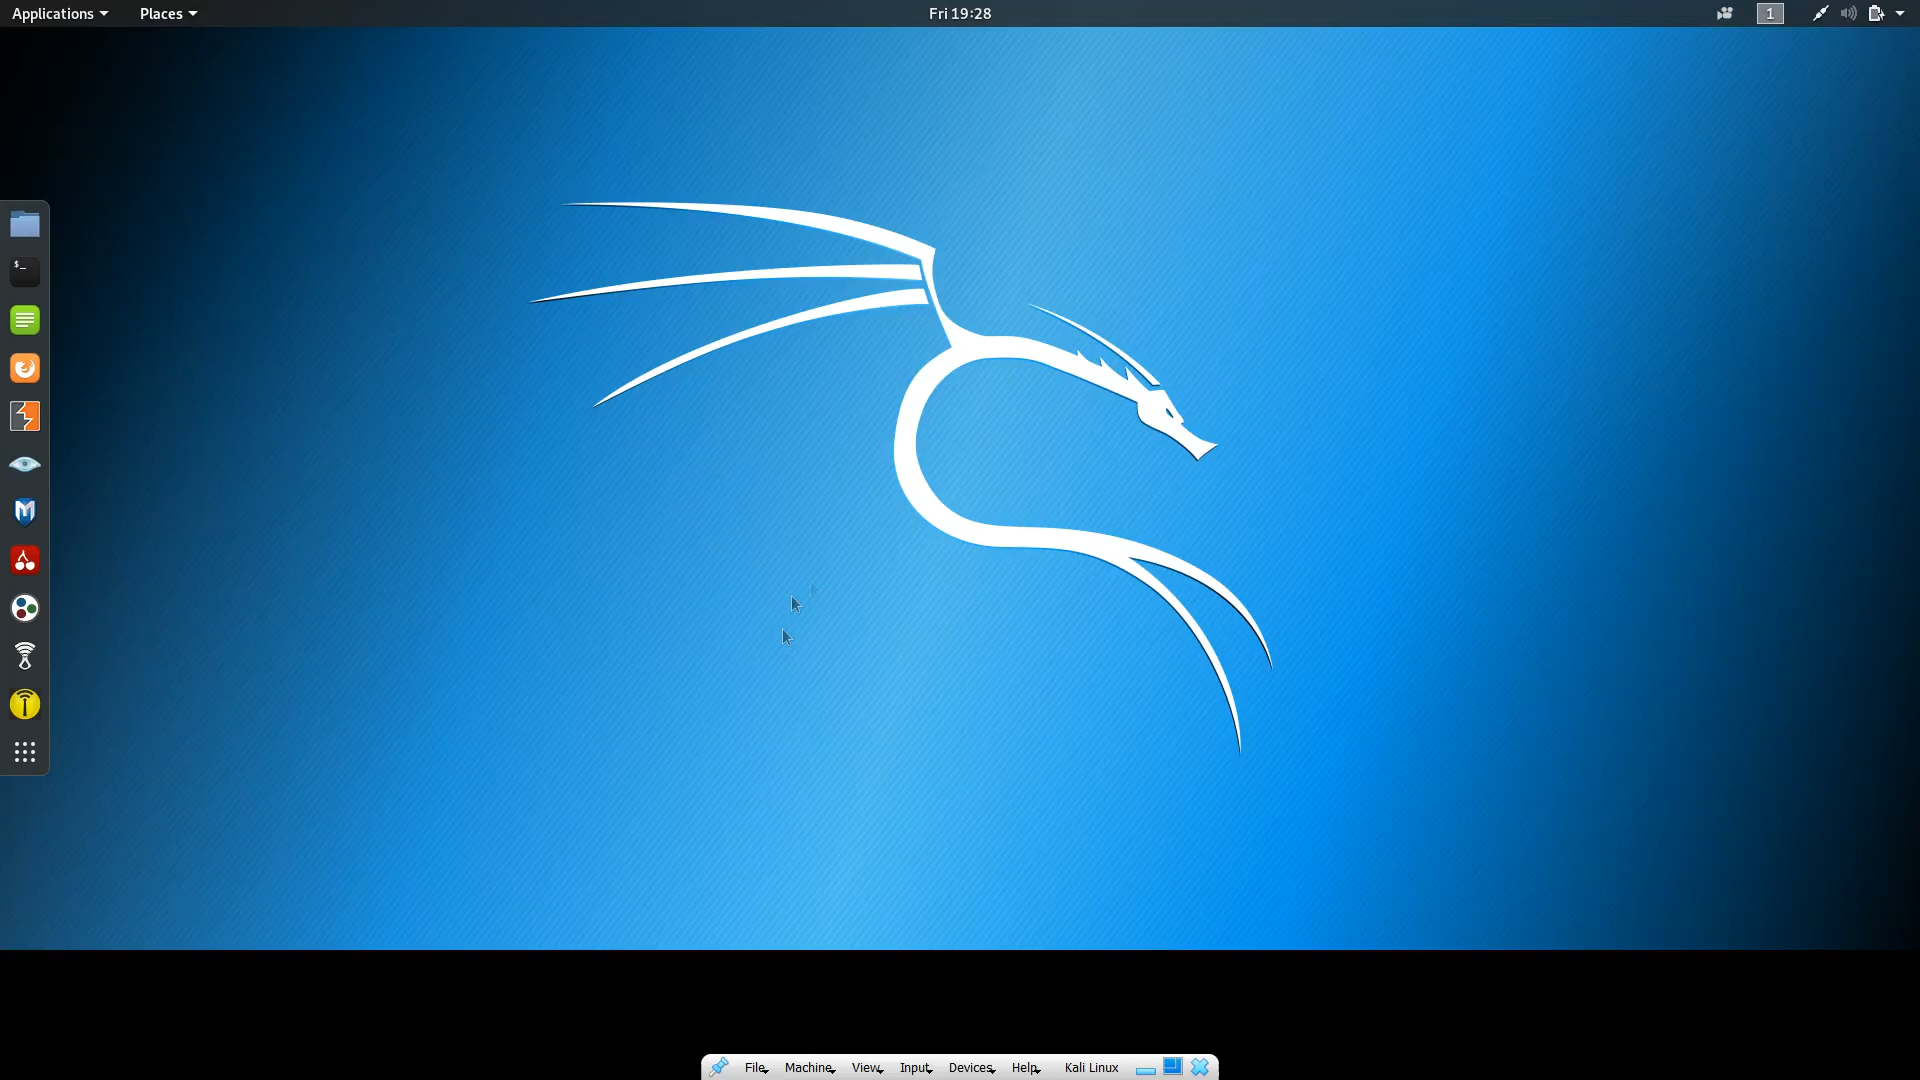 Applications Places Fri 19:28 1
$_
File Machine View Input Devices Help Kali Linux